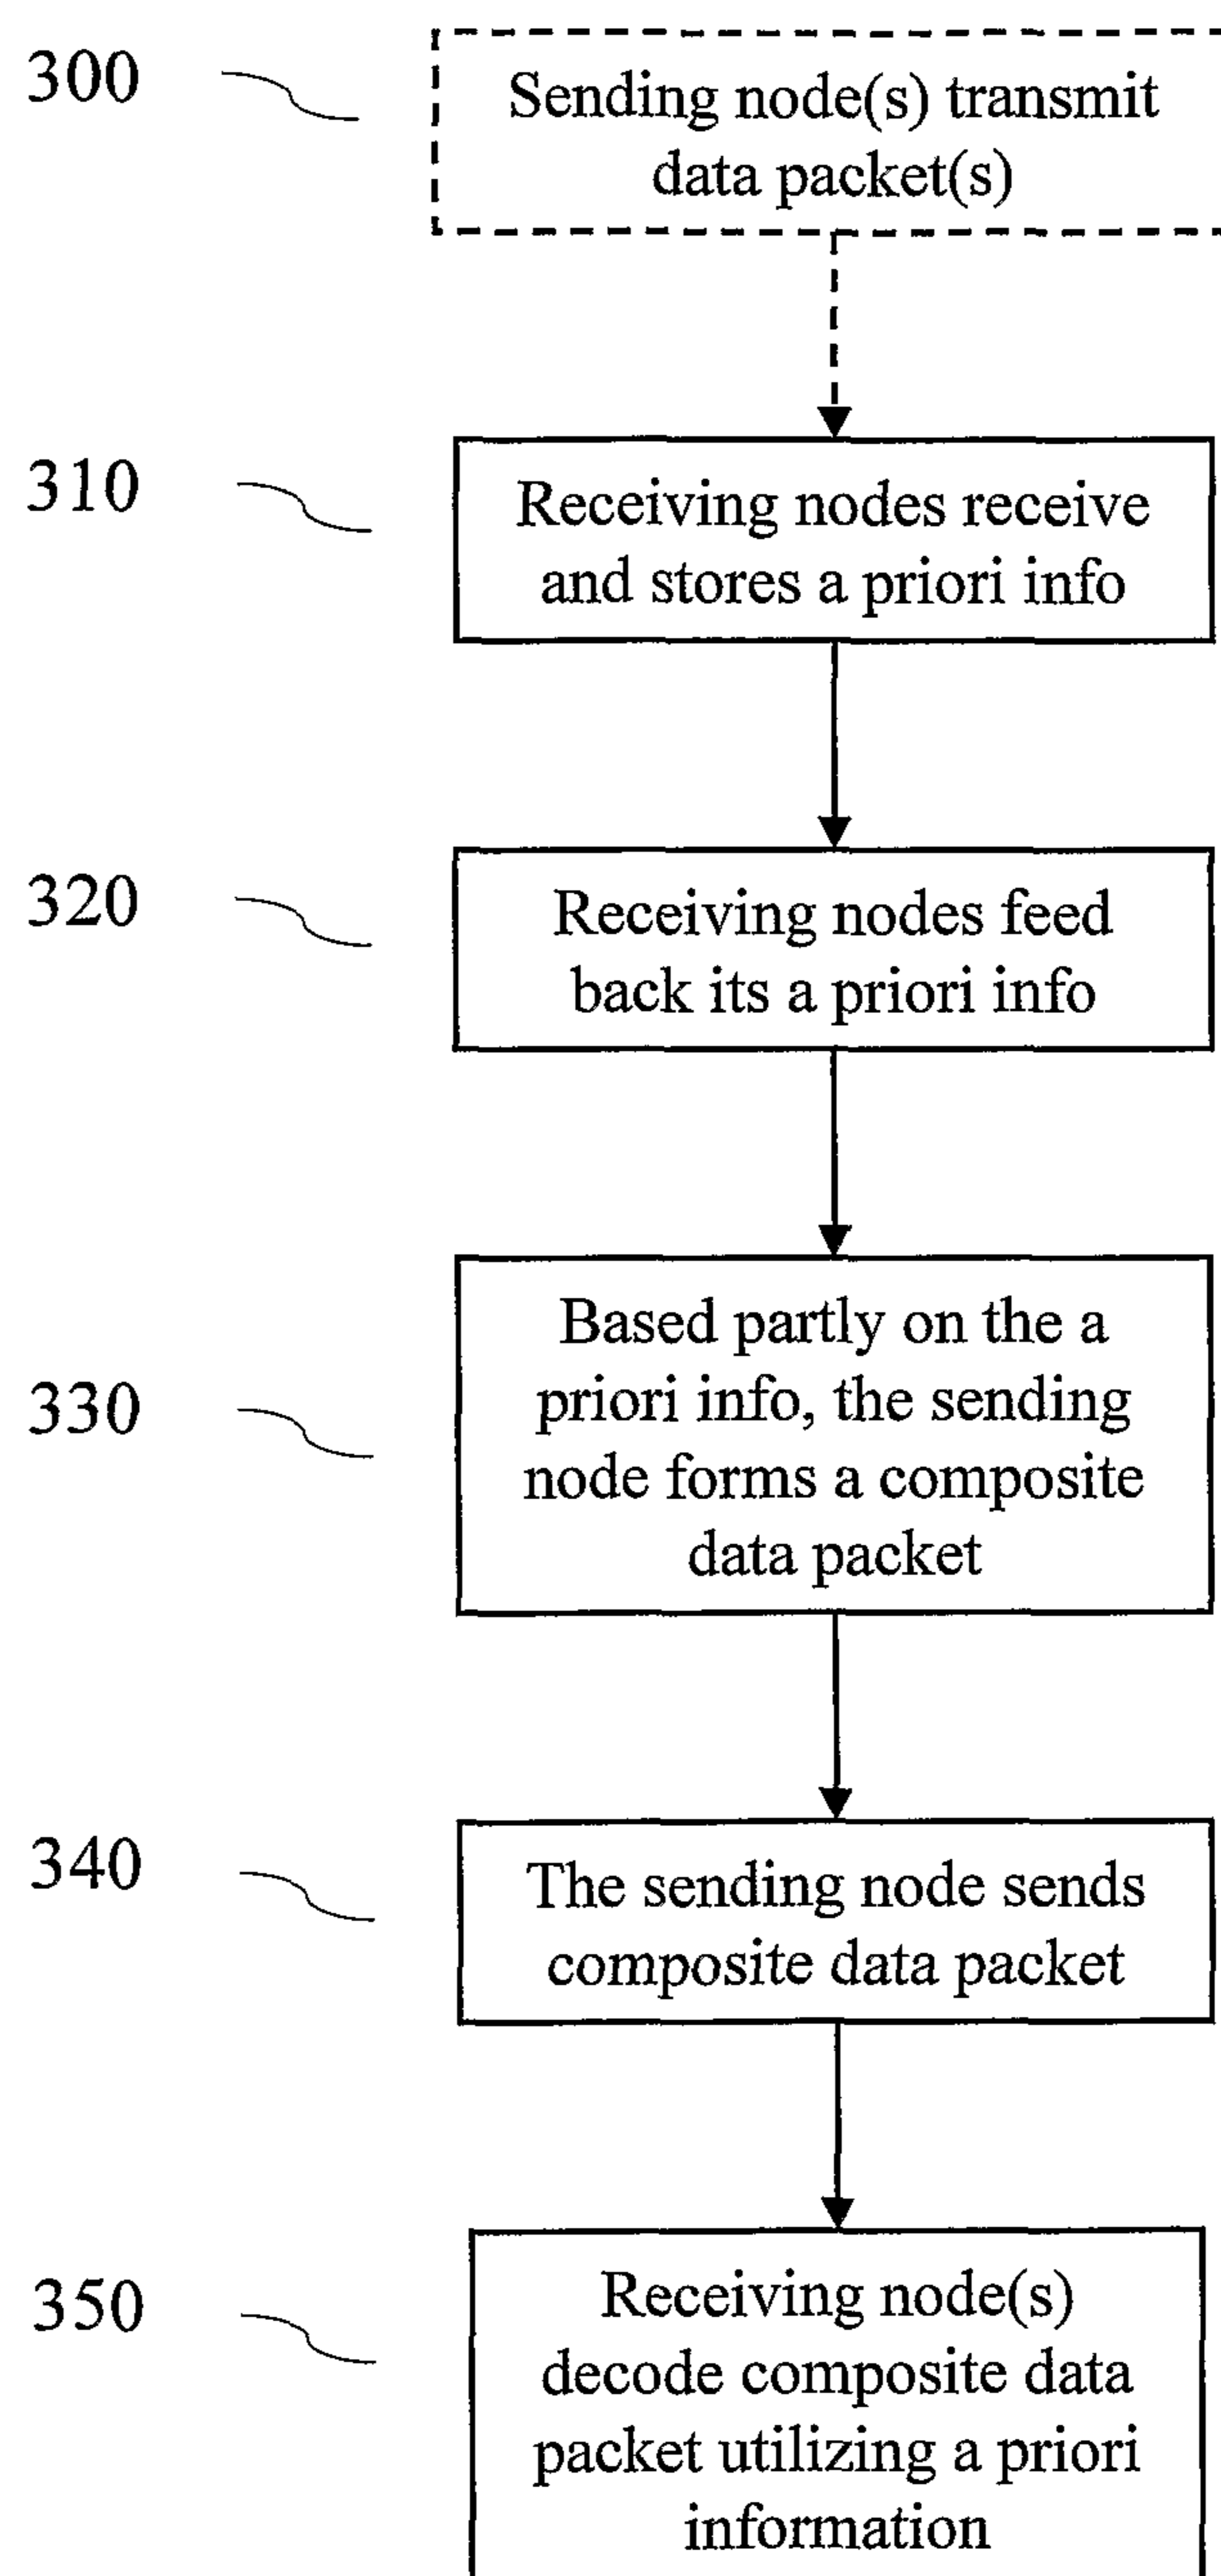 300
Sending node(s) transmit
data packet(s)
310
Receiving nodes receive
and stores a priori info
320
Receiving nodes feed
back its a priori info
330
Based partly on the a
priori info, the sending
node forms a composite
data packet
340
The sending node sends
composite data packet
350
Receiving node(s)
decode composite data
packet utilizing a priori
information